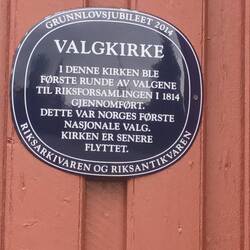 GRUNNLOVSJUBILEET 2014
VALGKIRKE
I DENNE KIRKEN BLE
FØRSTE RUNDE AV VALGENE
TIL RIKSFORSAMLINGEN I 1814
GJENNOMFØRT.
DETTE VAR NORGES FØRSTE
NASJONALE VALG.
KIRKEN ER SENERE
FLYTTET.
RIKSARKIVAREN OG RIKSANTIKVAREN